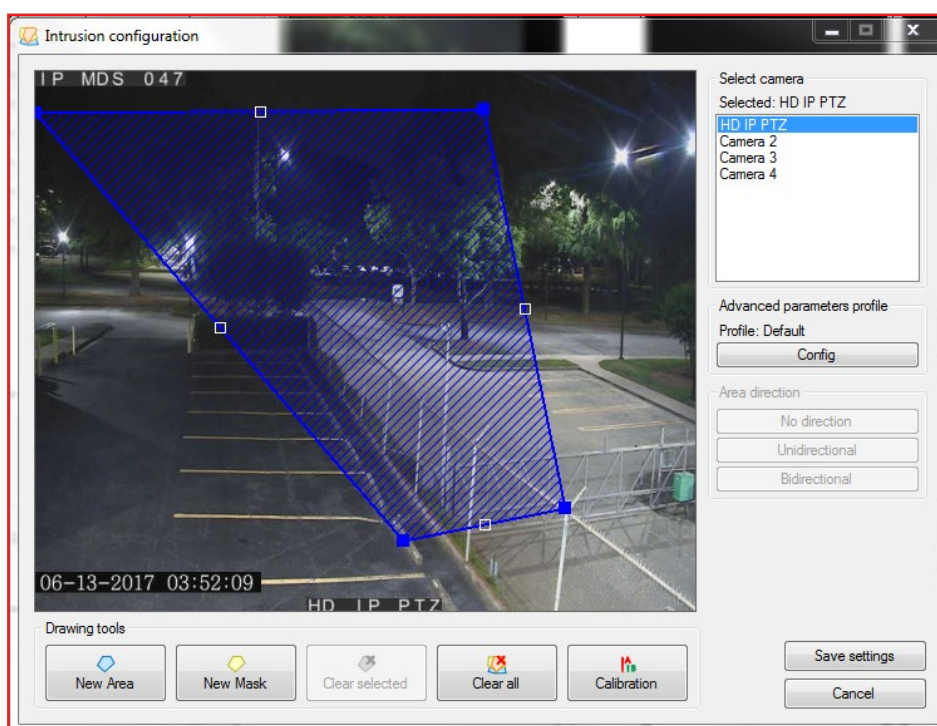 Intrusion configuration
IP MDS 047
06-13-2017 03:52:09
HD IP PTZ
Select camera
Selected: HD IP PTZ
HD IP PTZ
Camera 2
Camera 3
Camera 4
Advanced parameters profile
Profile: Default
Config
Area direction
No direction
Unidirectional
Bidirectional
Drawing tools
New Area
New Mask
Clear selected
Clear all
Calibration
Save settings
Cancel